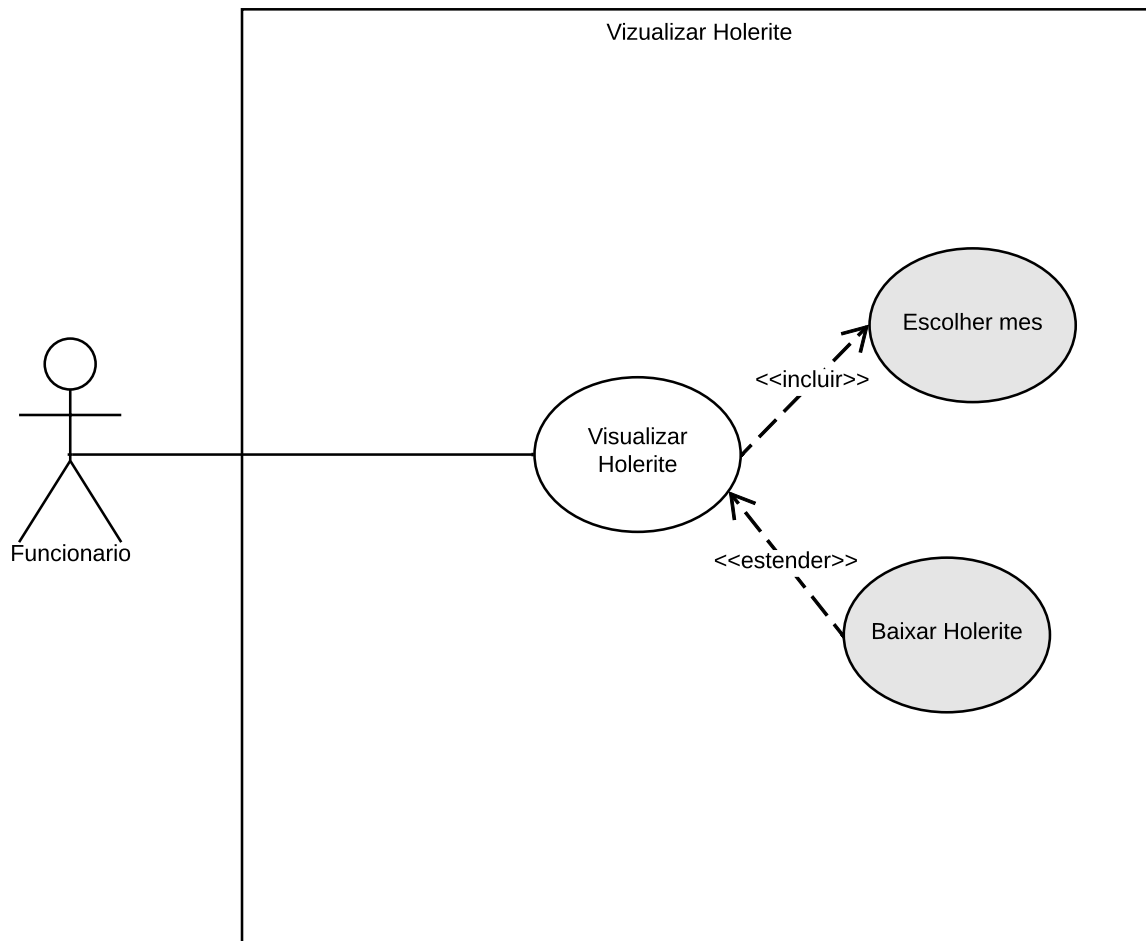 Vizualizar Holerite
Escolher mes
<<incluir>>
Visualizar
Holerite
Funcionario
<<estender>>
Baixar Holerite